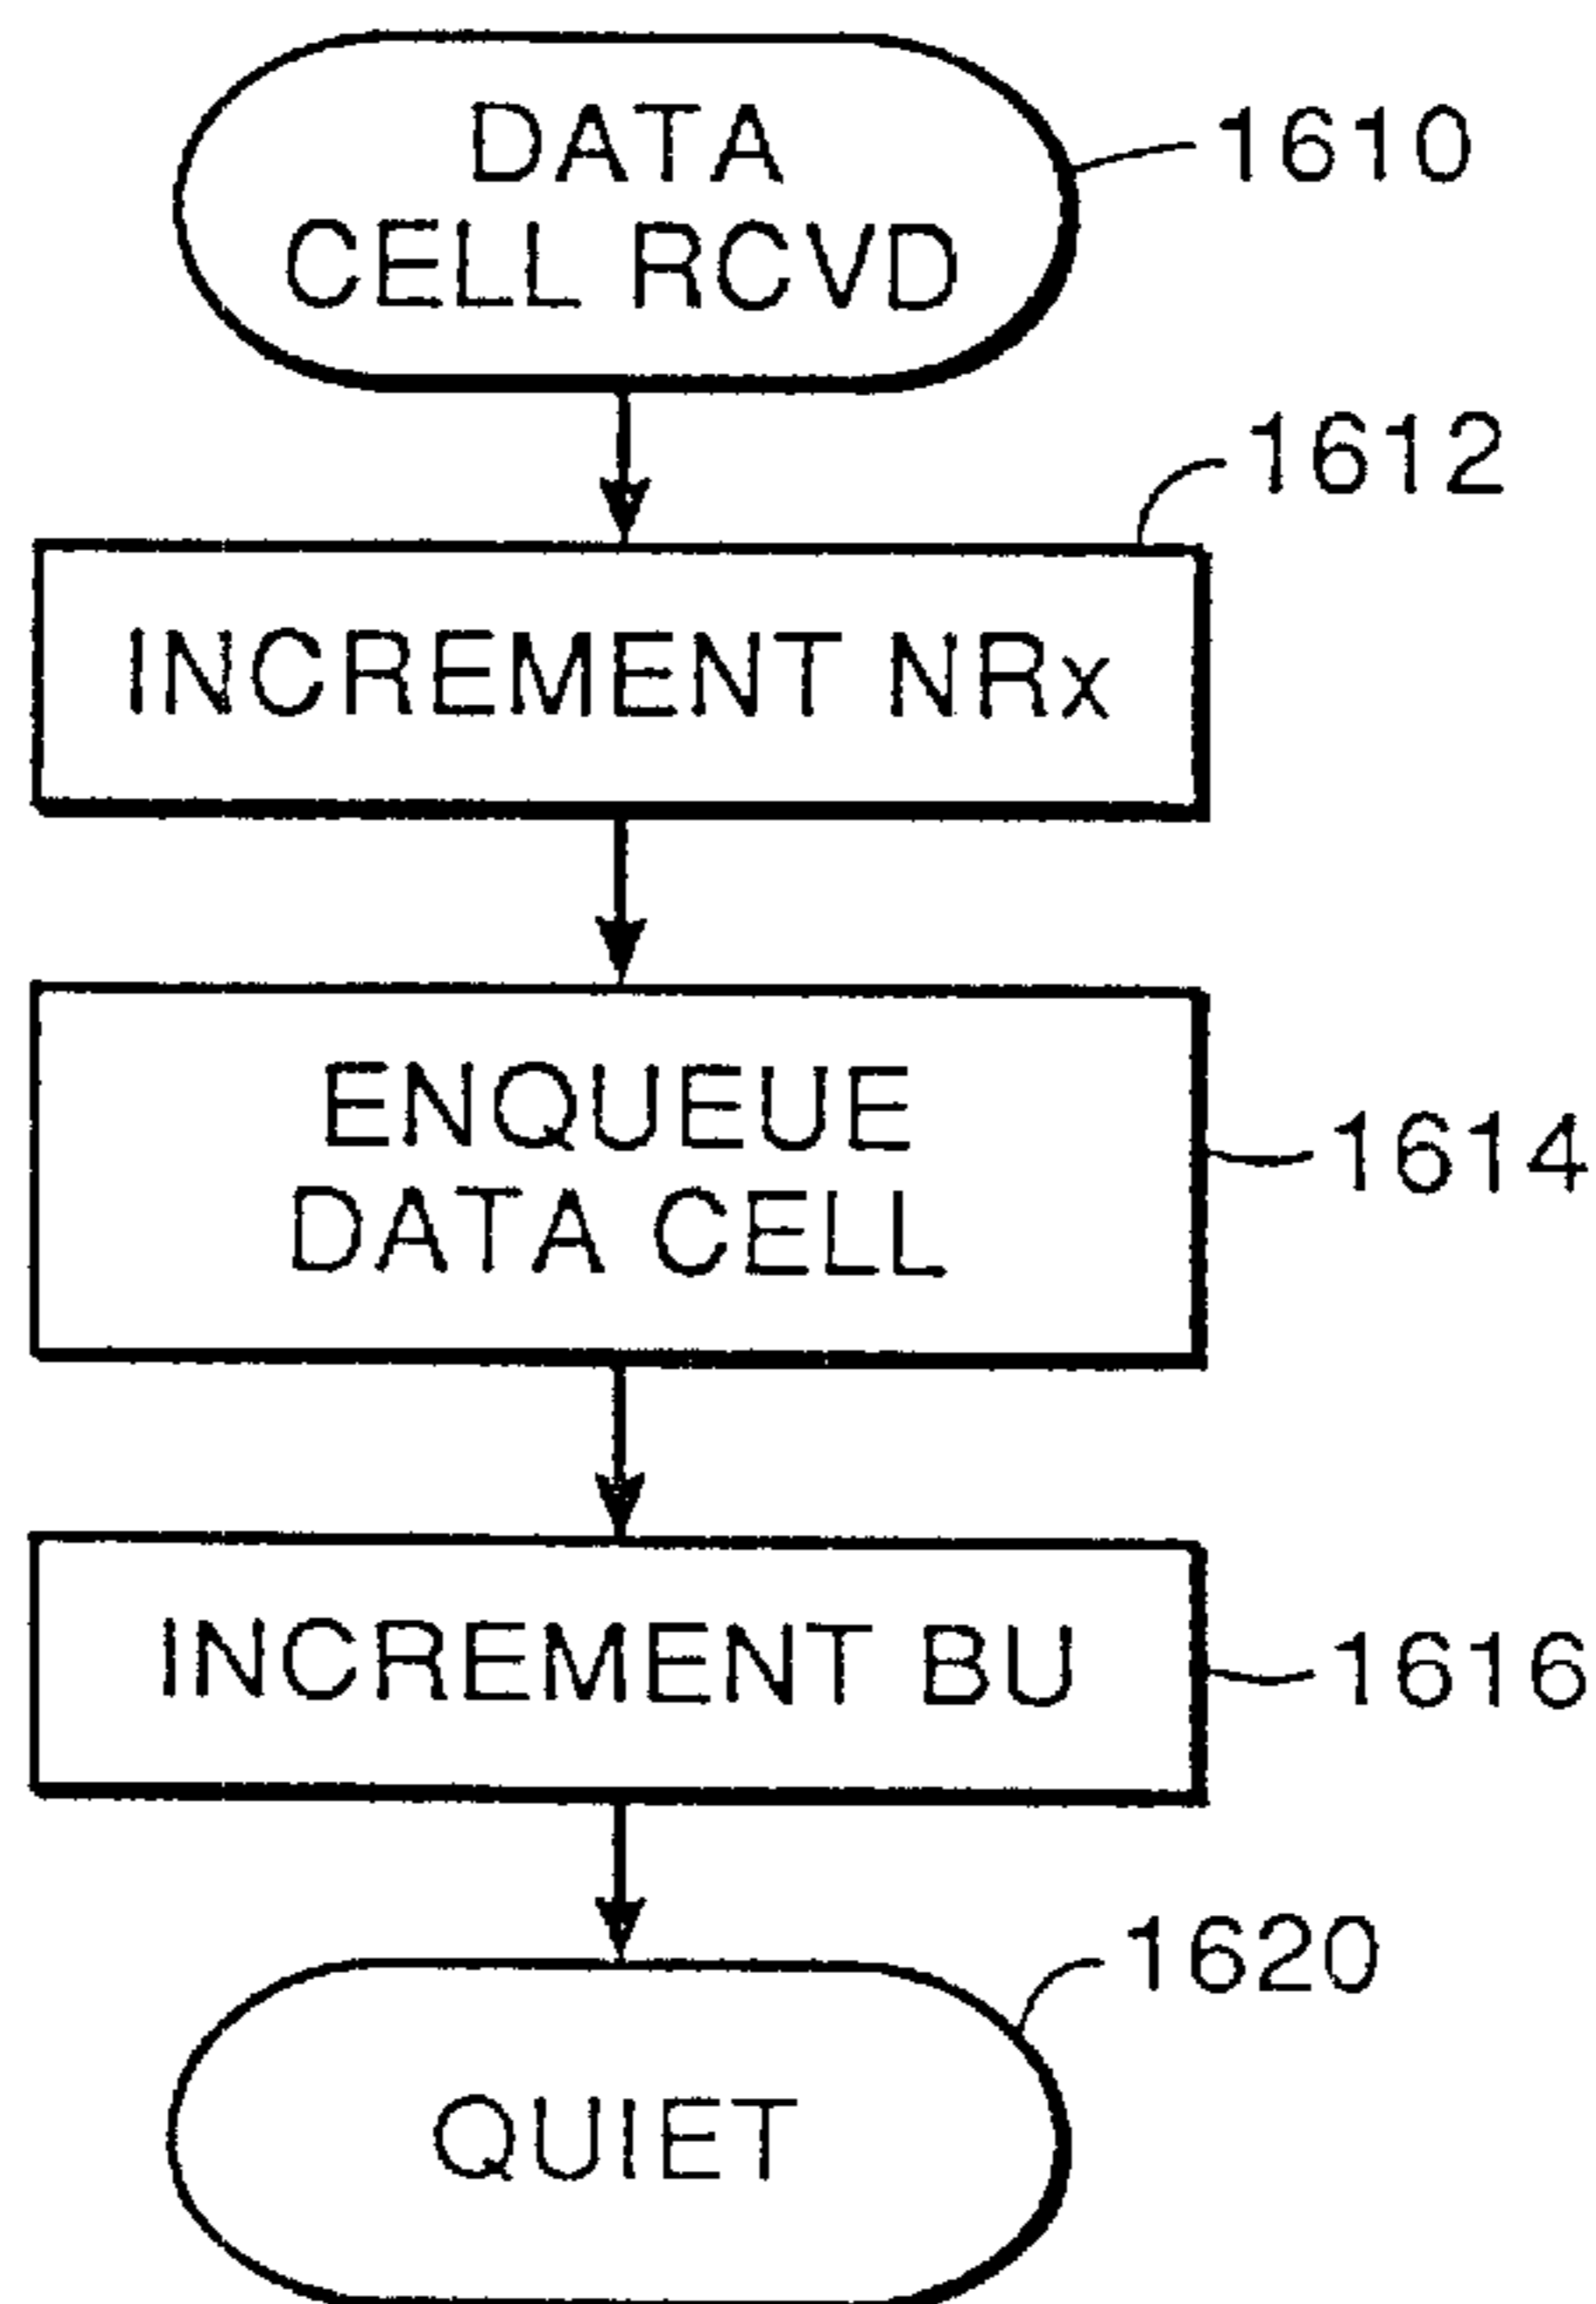 DATA
CELL RCVD
1610
1612
INCREMENT NRx
ENQUEUE
DATA CELL
1614
INCREMENT BU
1616
1620
QUIET